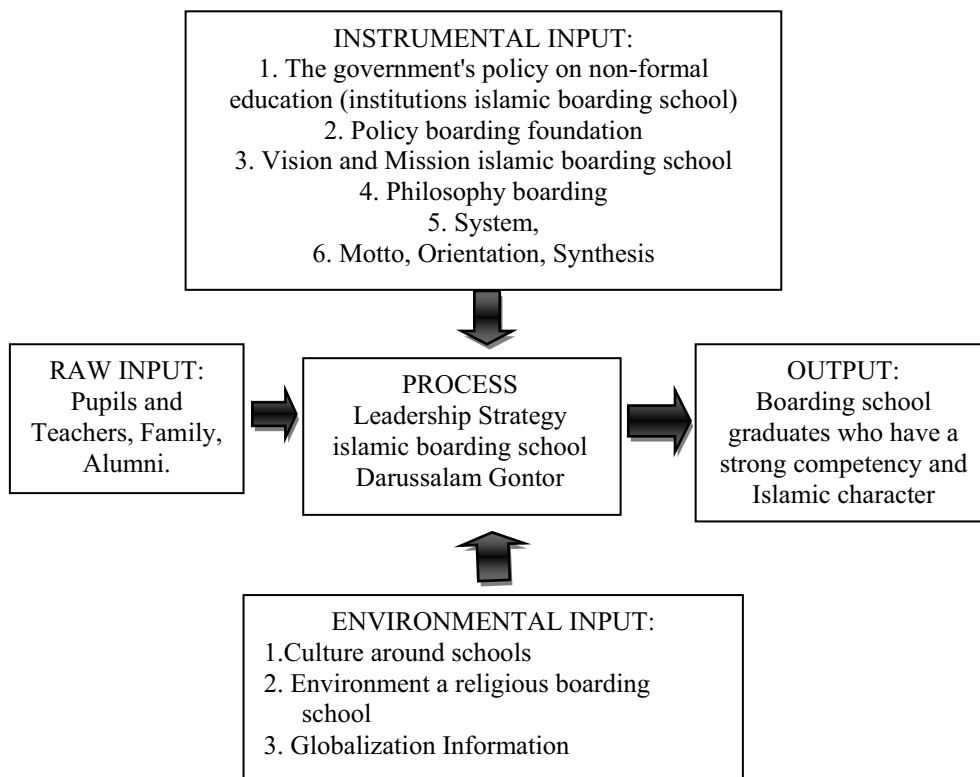 INSTRUMENTAL INPUT:
1. The government's policy on non-formal
education (institutions islamic boarding school)
2. Policy boarding foundation
3. Vision and Mission islamic boarding school
4. Philosophy boarding
5. System,
6. Motto, Orientation, Synthesis
RAW INPUT:
Pupils and
Teachers, Family,
Alumni.
PROCESS
Leadership Strategy
islamic boarding school
Darussalam Gontor
OUTPUT:
Boarding school
graduates who have a
strong competency and
Islamic character
ENVIRONMENTAL INPUT:
1.Culture around schools
2. Environment a religious boarding
school
3. Globalization Information